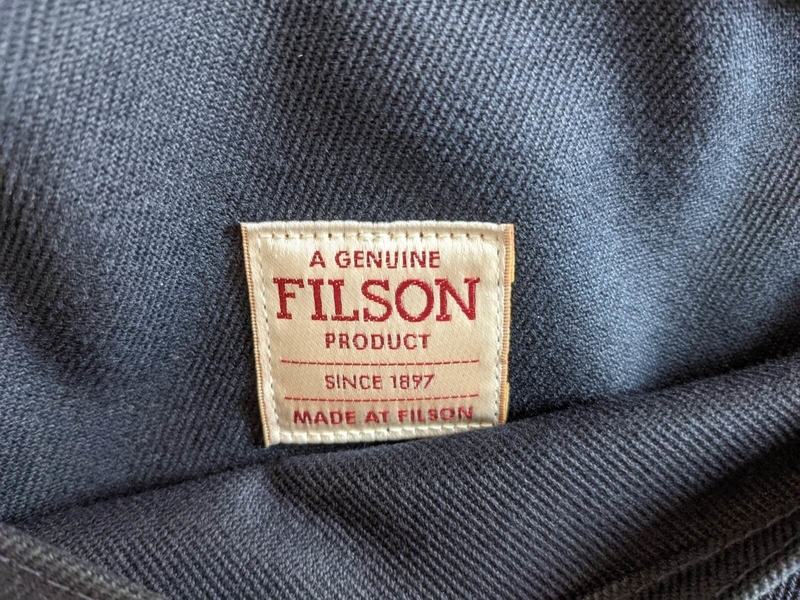 A GENUINE
FILSON
PRODUCT
SINCE 1897
MADE AT FILSON